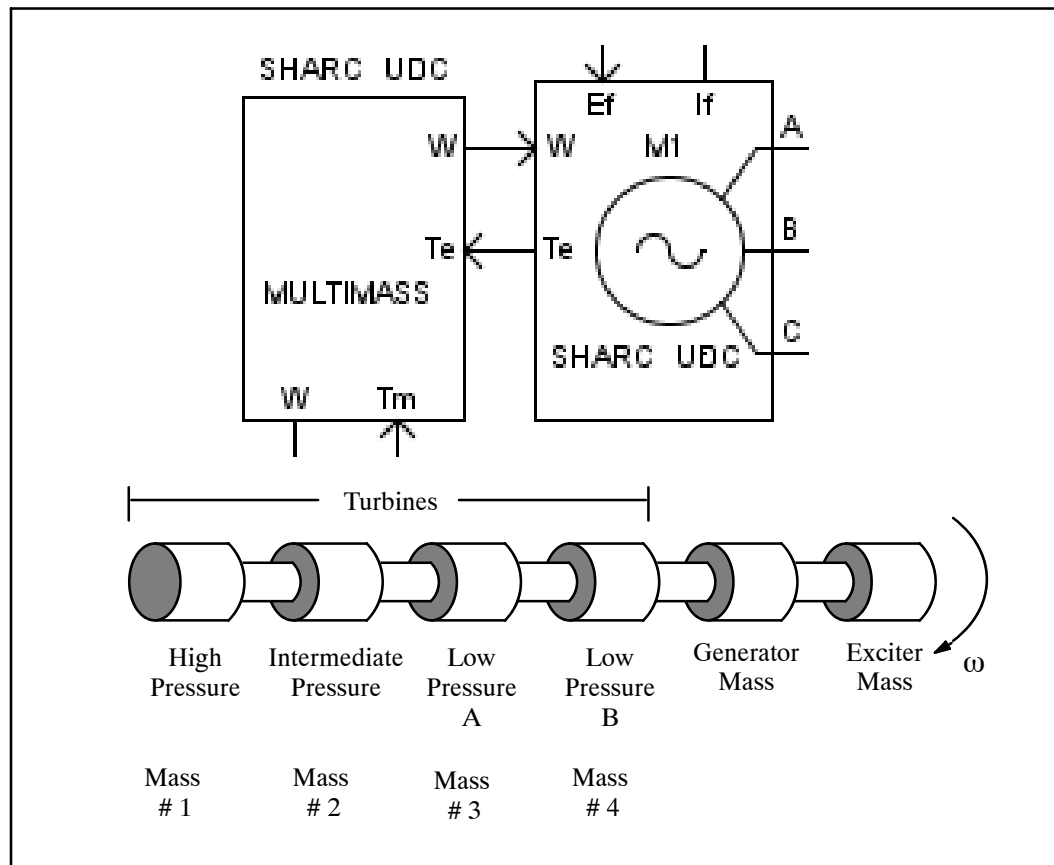 SHARC UDC
W
Te
MULTIMASS
W Tm
Ef If
W M1
Te
SHARC UDC
A
B
C
Turbines
High
Pressure
Intermediate
Pressure
Low
Pressure
A
Low
Pressure
B
Generator
Mass
Exciter
Mass
ω
Mass
# 1
Mass
# 2
Mass
# 3
Mass
# 4